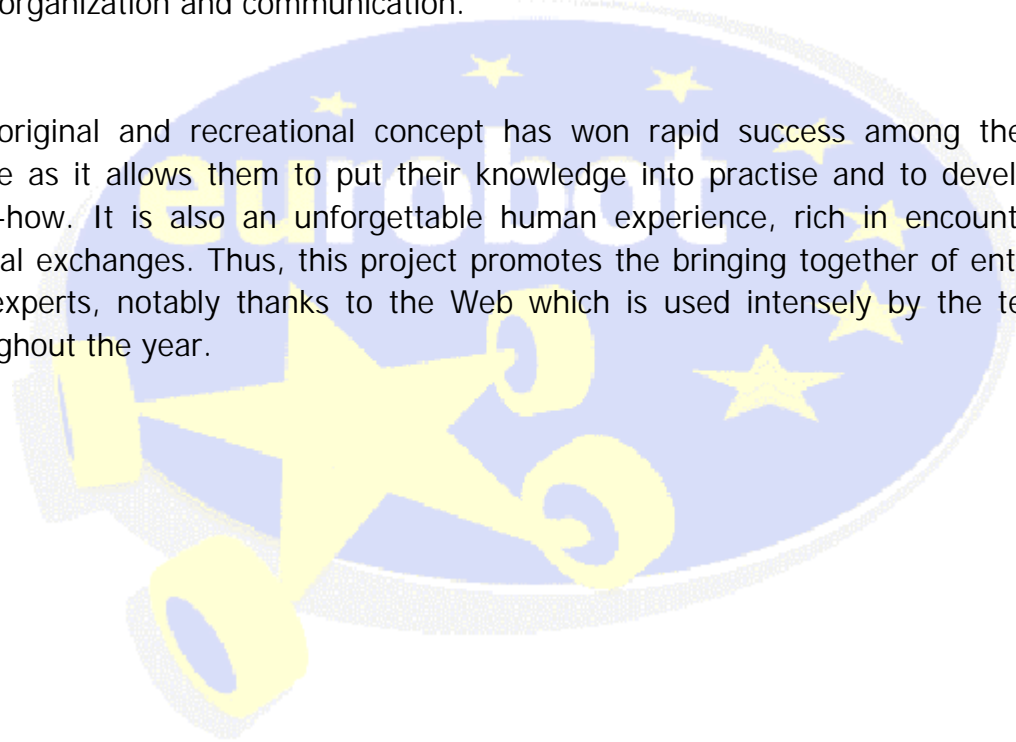 organization and communication.
original and recreational concept has won rapid success among the
e as it allows them to put their knowledge into practise and to devel
-how. It is also an unforgettable human experience, rich in encount
al exchanges. Thus, this project promotes the bringing together of ent
experts, notably thanks to the Web which is used intensely by the te
ghout the year.
eurobot